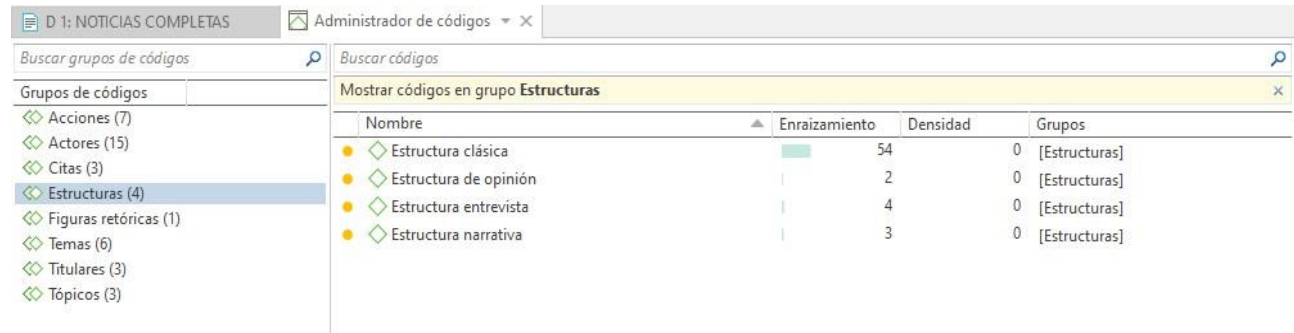 D 1: NOTICIAS COMPLETAS
Administrador de códigos
Buscar grupos de códigos
Buscar códigos
Grupos de códigos
Mostrar códigos en grupo Estructuras
Acciones (7)
Actores (15)
Citas (3)
Estructuras (4)
Figuras retóricas (1)
Temas (6)
Titulares (3)
Tópicos (3)
Nombre Enraizamiento Densidad Grupos
Estructura clásica 54 0 [Estructuras]
Estructura de opinión 2 0 [Estructuras]
Estructura entrevista 4 0 [Estructuras]
Estructura narrativa 3 0 [Estructuras]